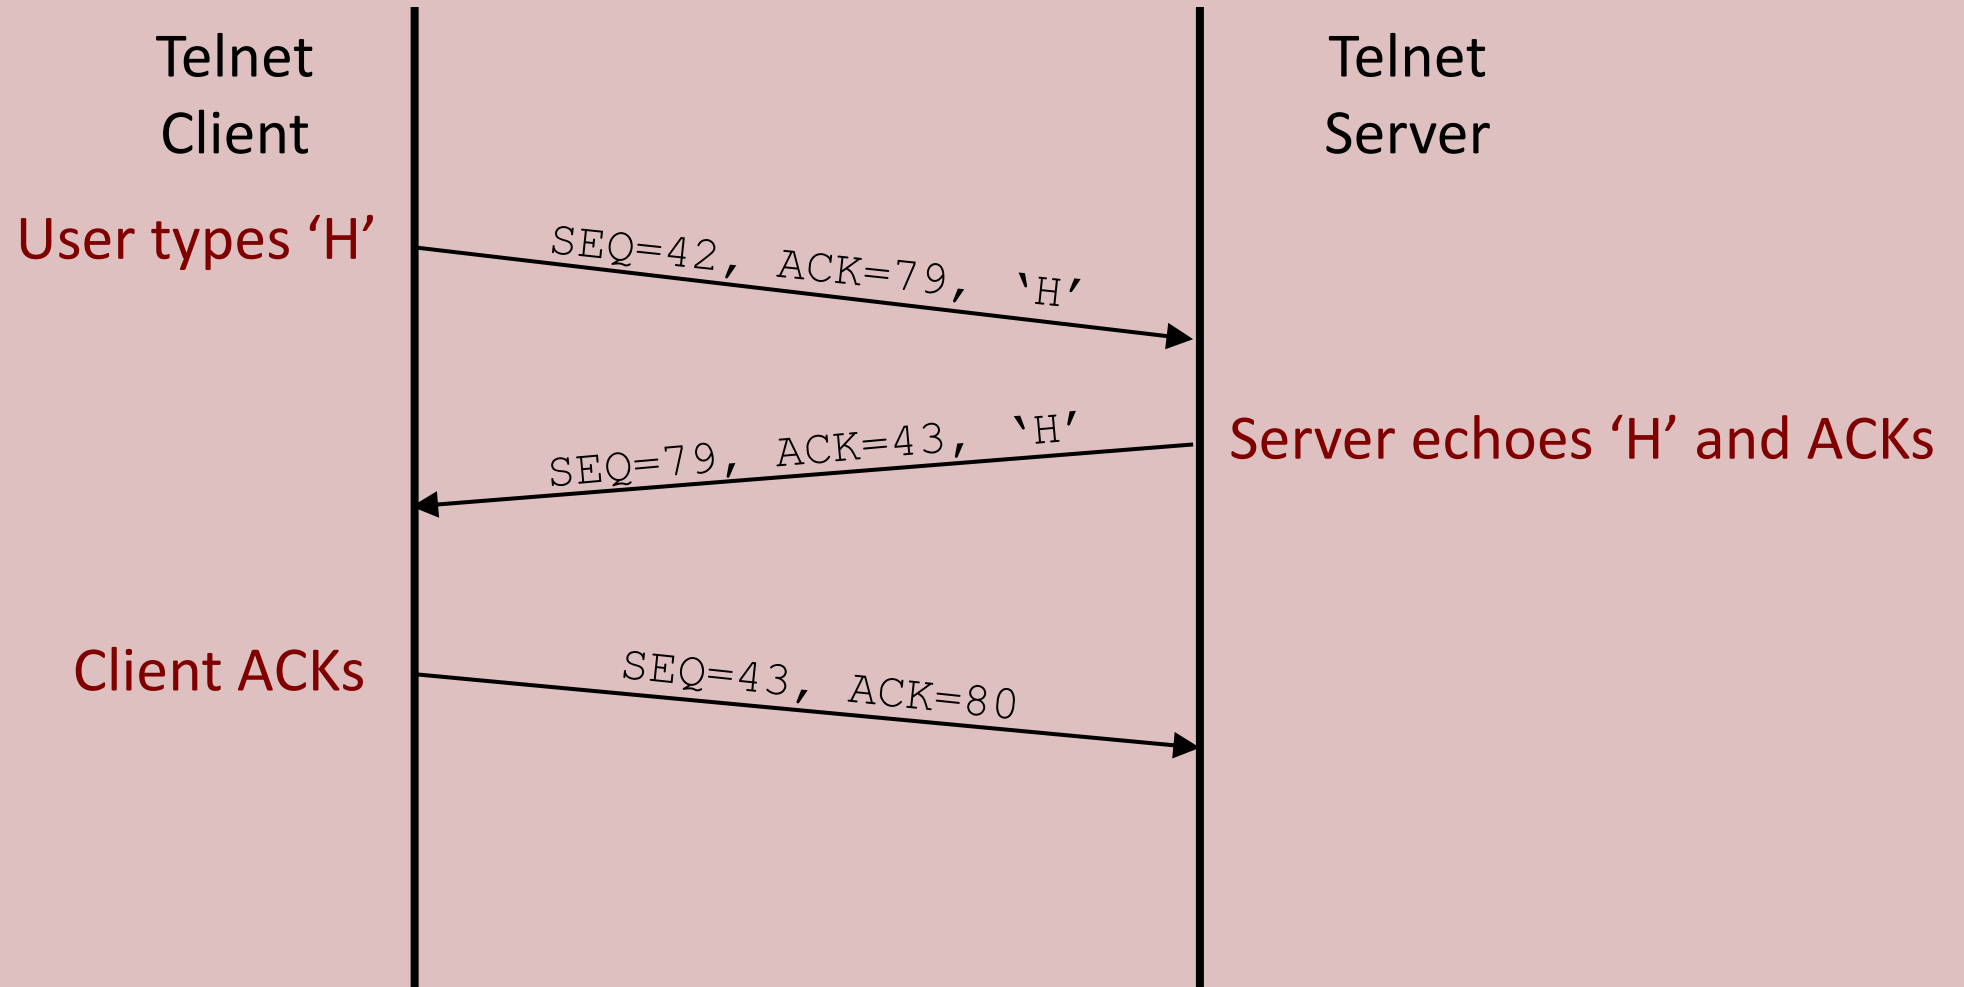 Telnet
Client
Telnet
Server
User types ‘H’
SEQ=42, ACK=79, ‘H’
SEQ=79, ACK=43, ‘H’
Server echoes ‘H’ and ACKs
Client ACKs
SEQ=43, ACK=80